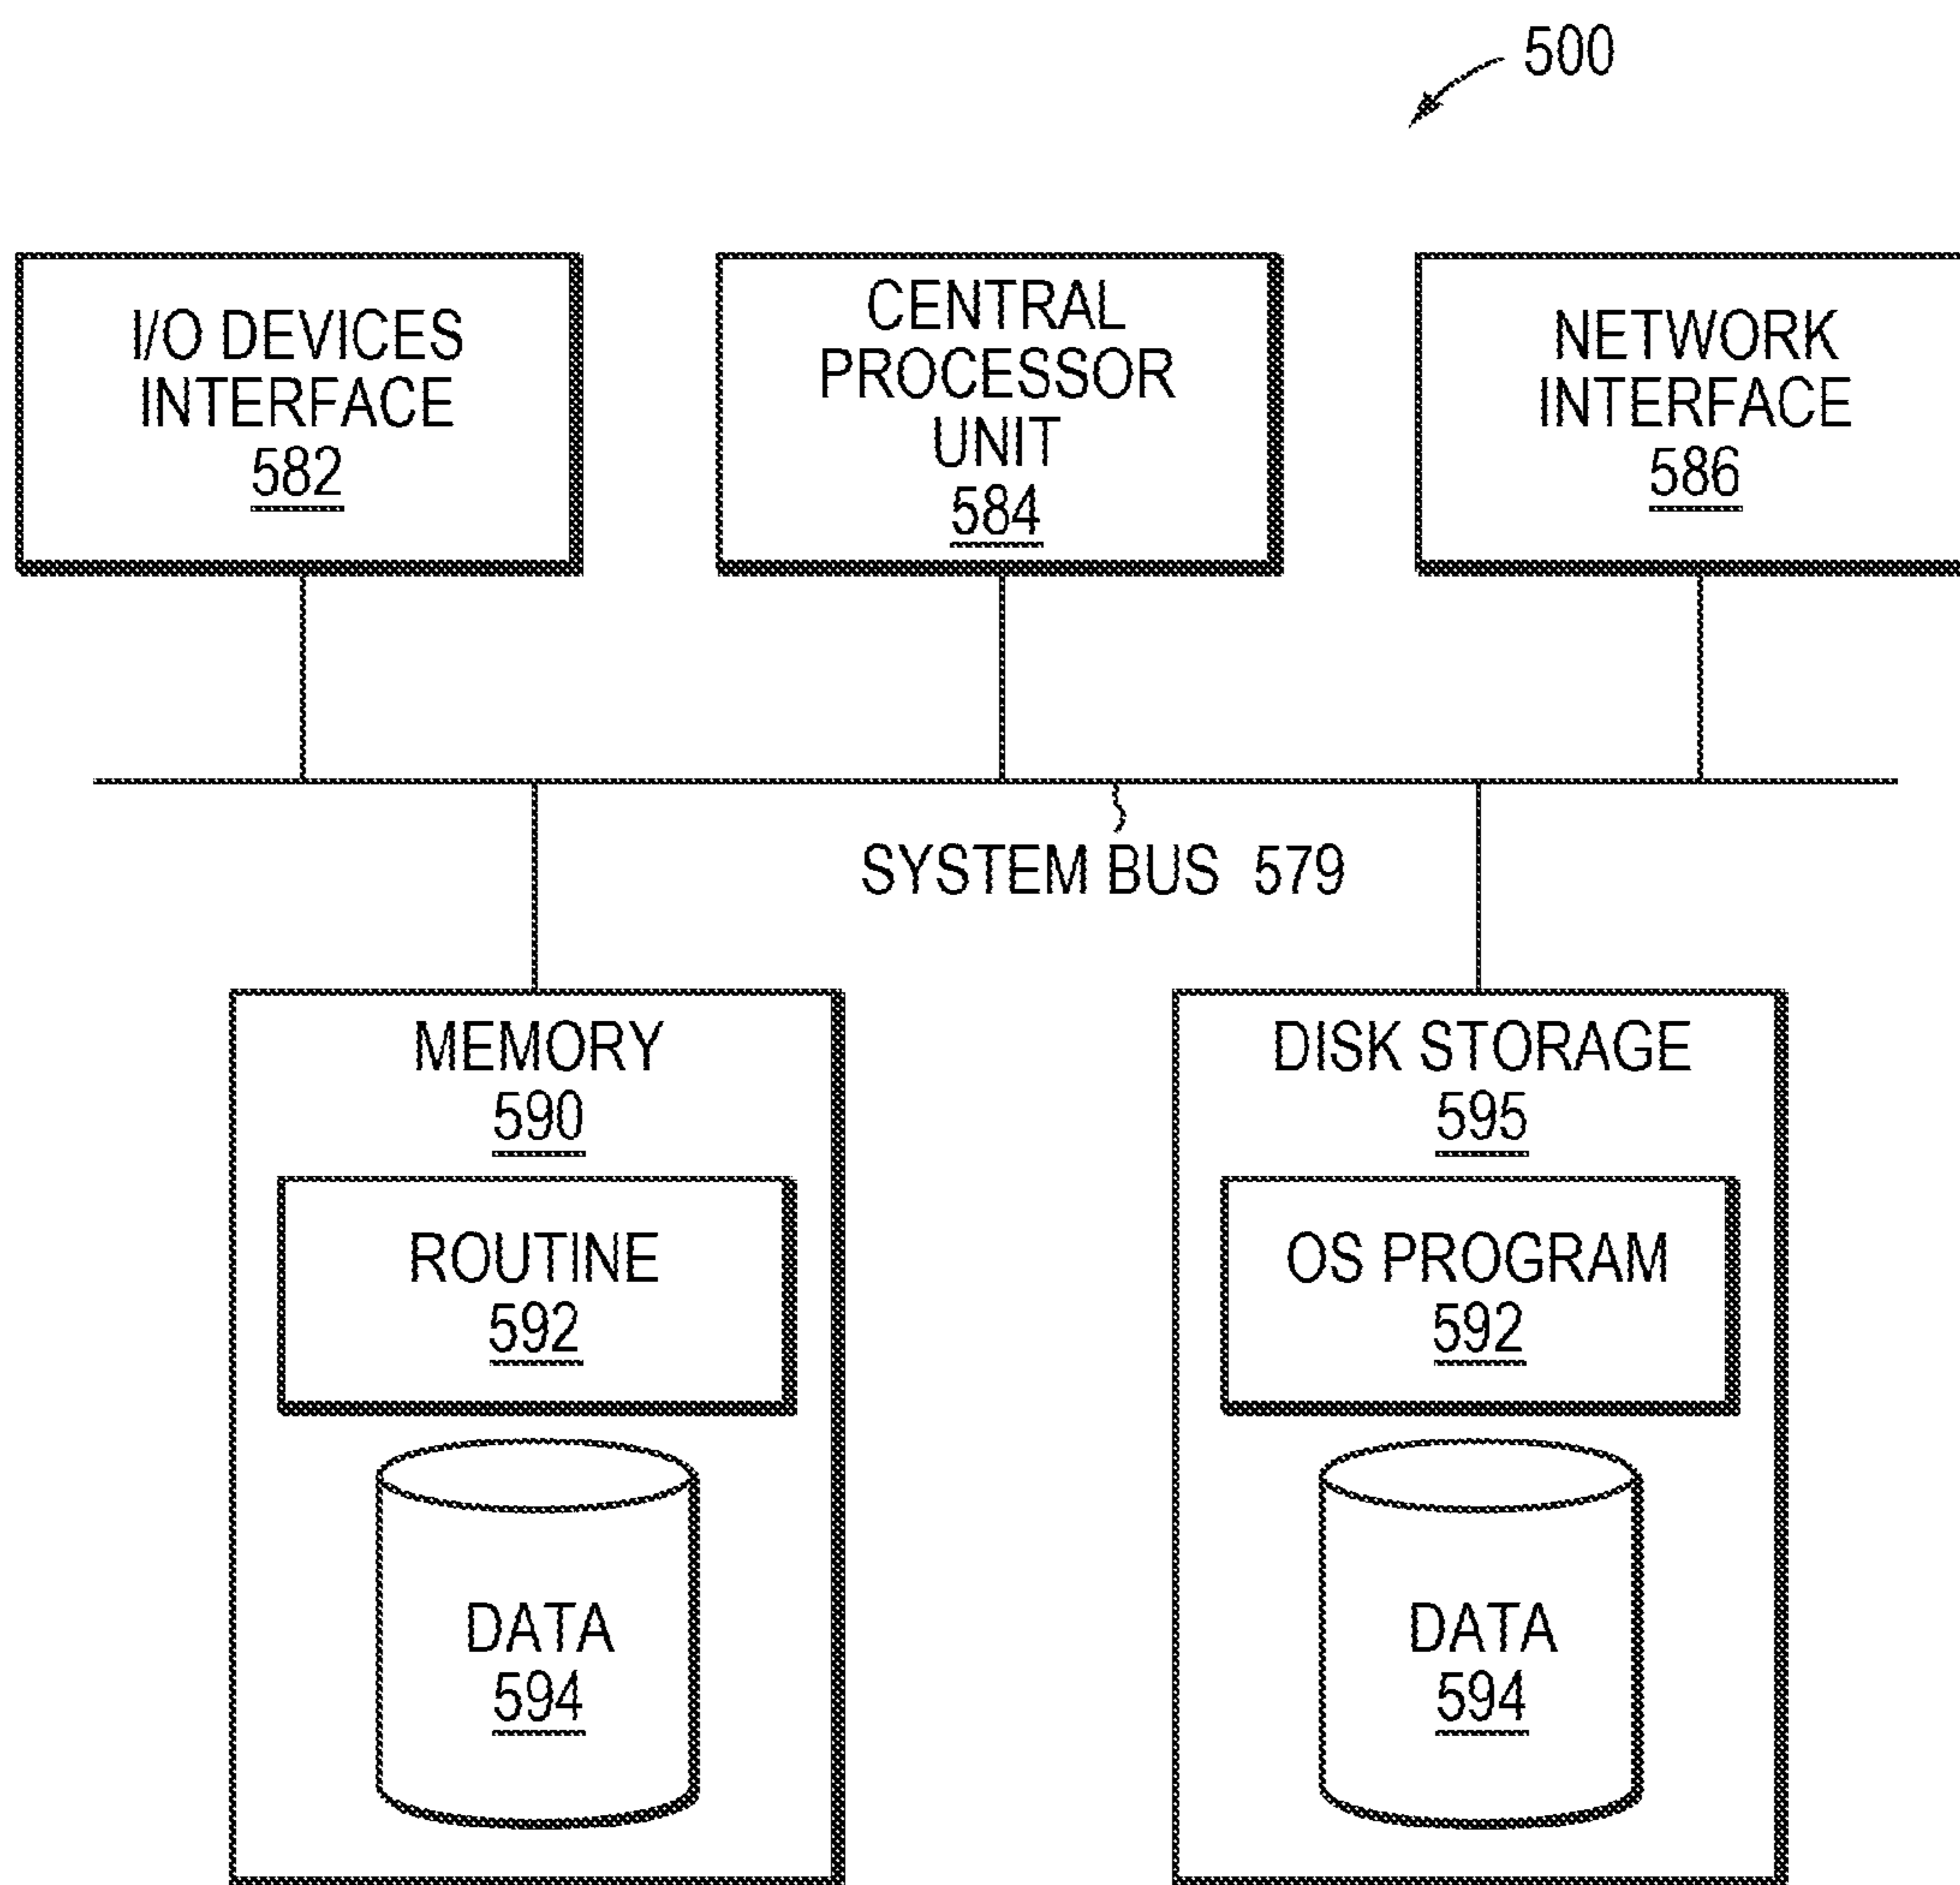 500
I/O DEVICES
INTERFACE
582
CENTRAL
PROCESSOR
UNIT
584
NETWORK
INTERFACE
586
SYSTEM BUS 579
MEMORY
590
ROUTINE
592
DATA
594
DISK STORAGE
595
OS PROGRAM
592
DATA
594